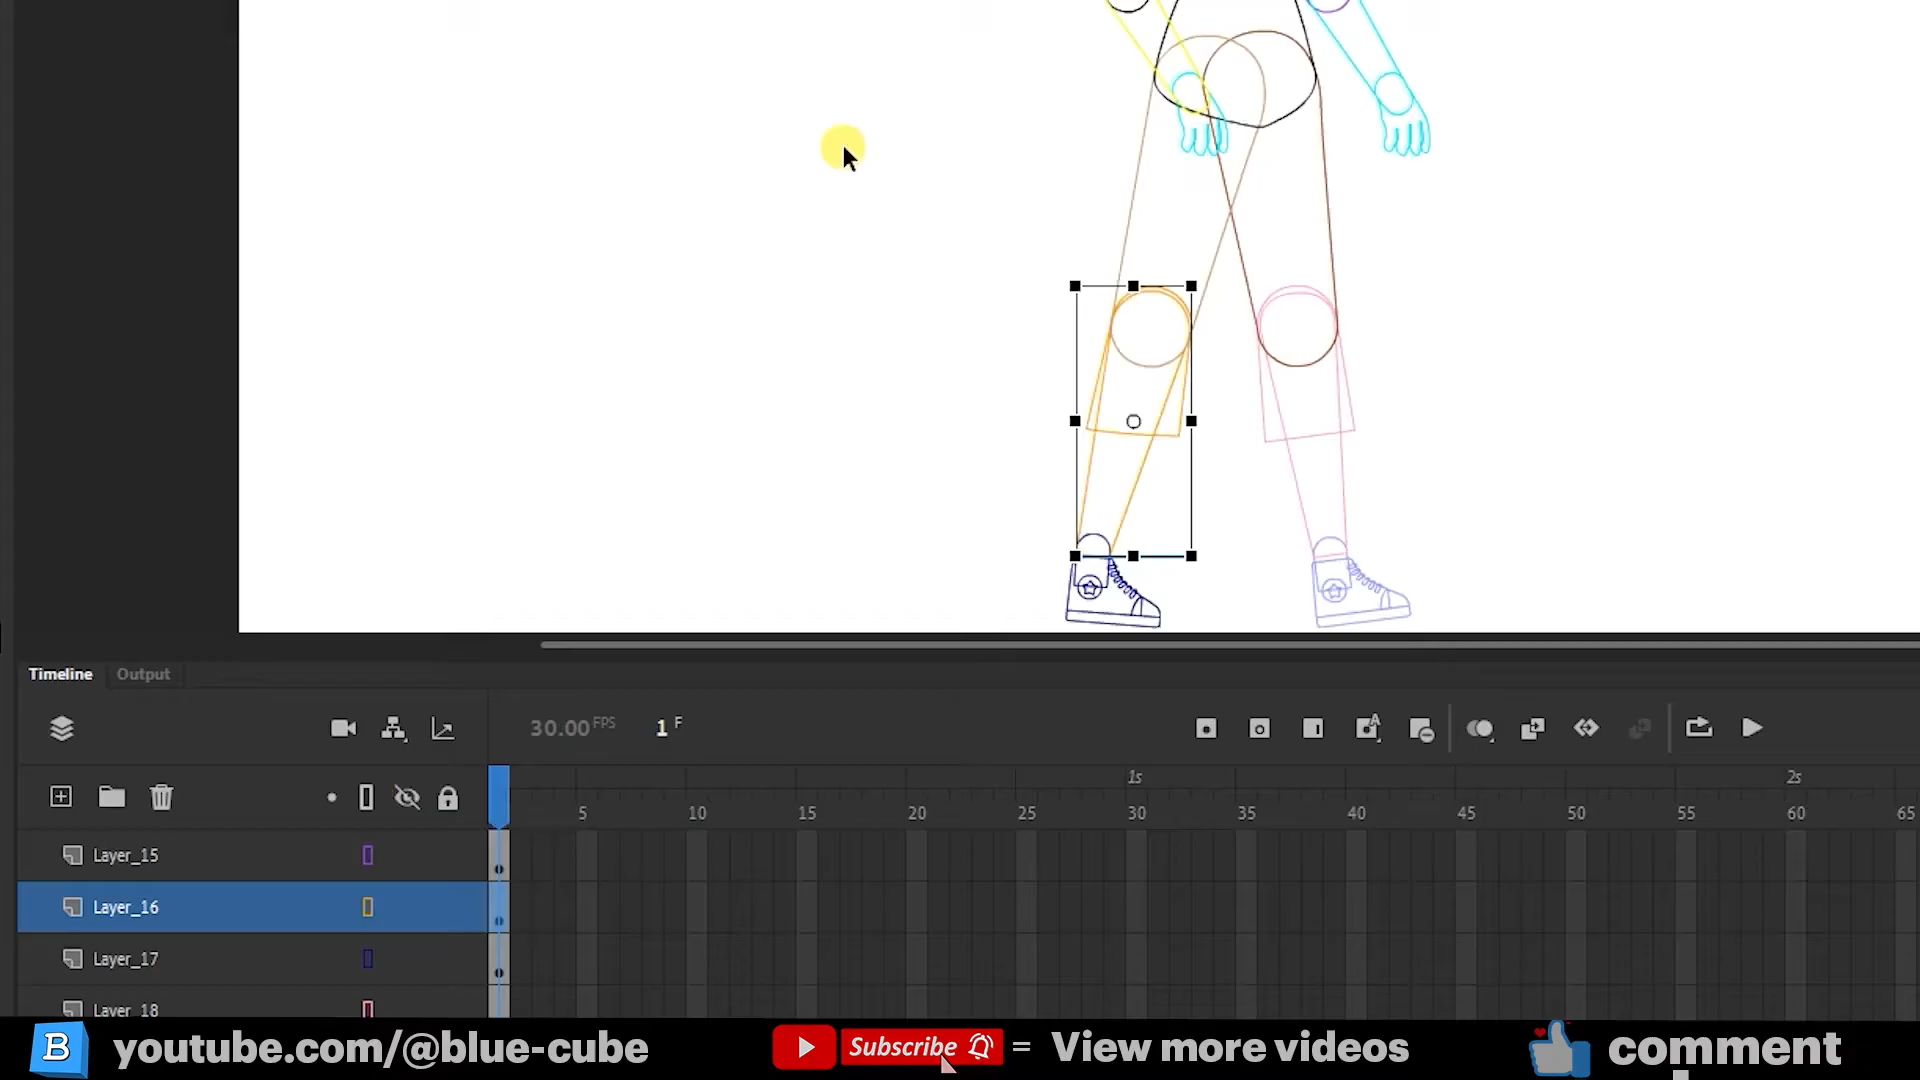 Timeline Output
30.00 FPS 1 F
1s 2s
5 10 15 20 25 30 35 40 45 50 55 60 65
Layer_15
Layer_16
Layer_17
Layer_18
B youtube.com/@blue-cube Subscribe = View more videos comment